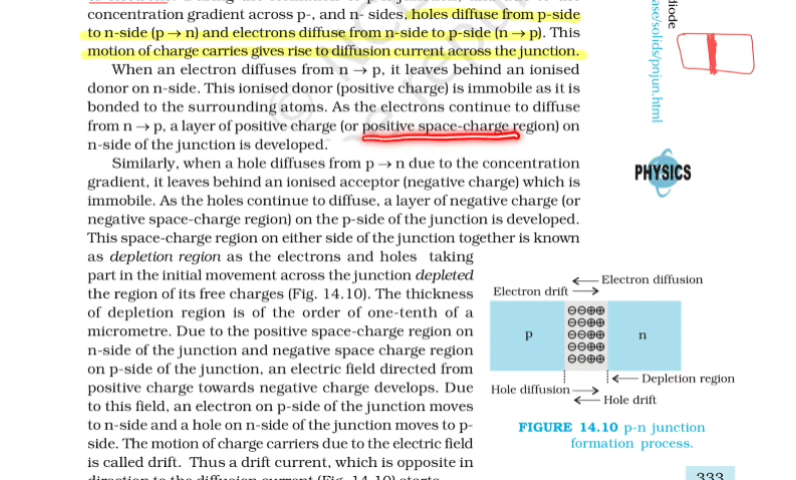 concentration gradient across p-, and n- sides, holes diffuse from p-side
to n-side (p → n) and electrons diffuse from n-side to p-side (n → p). This
motion of charge carries gives rise to diffusion current across the junction.
When an electron diffuses from n → p, it leaves behind an ionised
donor on n-side. This ionised donor (positive charge) is immobile as it is
bonded to the surrounding atoms. As the electrons continue to diffuse
from n → p, a layer of positive charge (or positive space-charge region) on
n-side of the junction is developed.
Similarly, when a hole diffuses from p → n due to the concentration
gradient, it leaves behind an ionised acceptor (negative charge) which is
immobile. As the holes continue to diffuse, a layer of negative charge (or
negative space-charge region) on the p-side of the junction is developed.
This space-charge region on either side of the junction together is known
as depletion region as the electrons and holes taking
part in the initial movement across the junction depleted
the region of its free charges (Fig. 14.10). The thickness
of depletion region is of the order of one-tenth of a
micrometre. Due to the positive space-charge region on
n-side of the junction and negative space charge region
on p-side of the junction, an electric field directed from
positive charge towards negative charge develops. Due
to this field, an electron on p-side of the junction moves
to n-side and a hole on n-side of the junction moves to p-
side. The motion of charge carriers due to the electric field
is called drift. Thus a drift current, which is opposite in
direction to the diffusion current (Fig. 14.10) starts.
diode
ase/solids/pnjun.html
PHYSICS
← Electron diffusion
Electron drift →
p
n
← Depletion region
Hole diffusion →
← Hole drift
FIGURE 14.10 p-n junction
formation process.
333